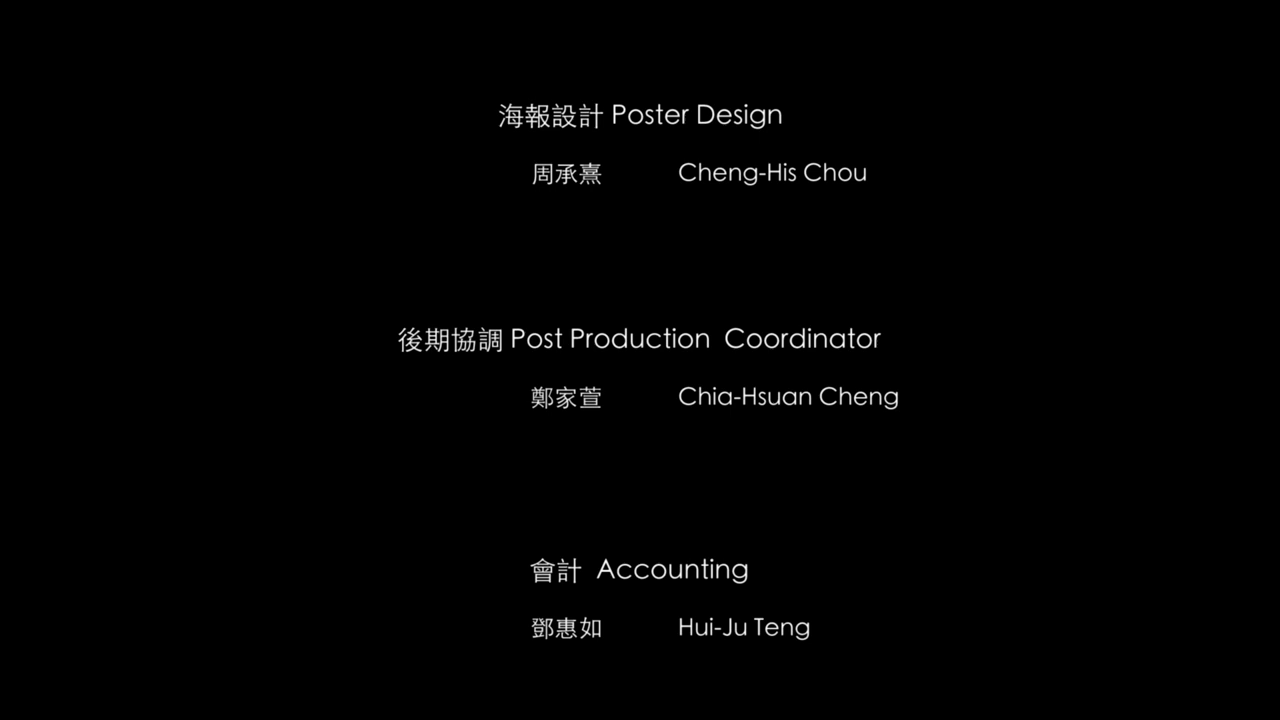 海報設計 Poster Design
周承熹 Cheng-His Chou
後期協調 Post Production Coordinator
鄭家萱 Chia-Hsuan Cheng
會計 Accounting
鄧惠如 Hui-Ju Teng